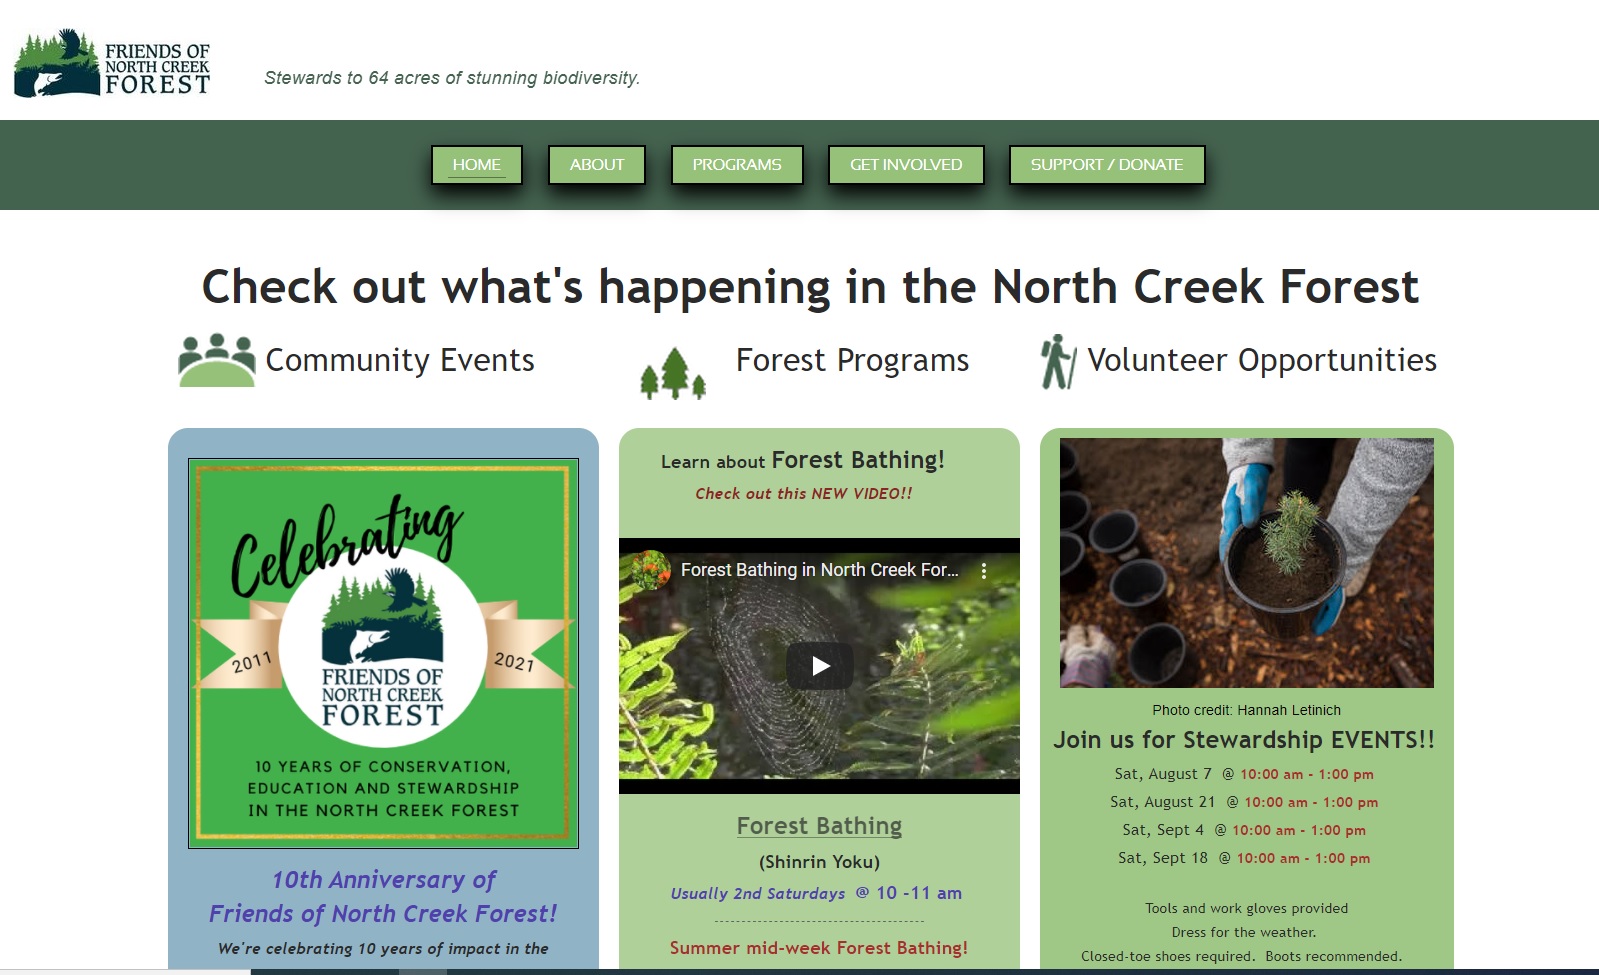 FRIENDS OF
NORTH CREEK
FOREST
Stewards to 64 acres of stunning biodiversity.
HOME
ABOUT
PROGRAMS
GET INVOLVED
SUPPORT / DONATE
Check out what's happening in the North Creek Forest
Community Events
Forest Programs
Volunteer Opportunities
Celebrating
2011
2021
FRIENDS OF
NORTH CREEK
FOREST
10 YEARS OF CONSERVATION,
EDUCATION AND STEWARDSHIP
IN THE NORTH CREEK FOREST
10th Anniversary of
Friends of North Creek Forest!
We're celebrating 10 years of impact in the
Learn about Forest Bathing!
Check out this NEW VIDEO!!
Forest Bathing in North Creek For...
Forest Bathing
(Shinrin Yoku)
Usually 2nd Saturdays @ 10 -11 am
Summer mid-week Forest Bathing!
Photo credit: Hannah Letinich
Join us for Stewardship EVENTS!!
Sat, August 7 @ 10:00 am - 1:00 pm
Sat, August 21 @ 10:00 am - 1:00 pm
Sat, Sept 4 @ 10:00 am - 1:00 pm
Sat, Sept 18 @ 10:00 am - 1:00 pm
Tools and work gloves provided
Dress for the weather.
Closed-toe shoes required. Boots recommended.